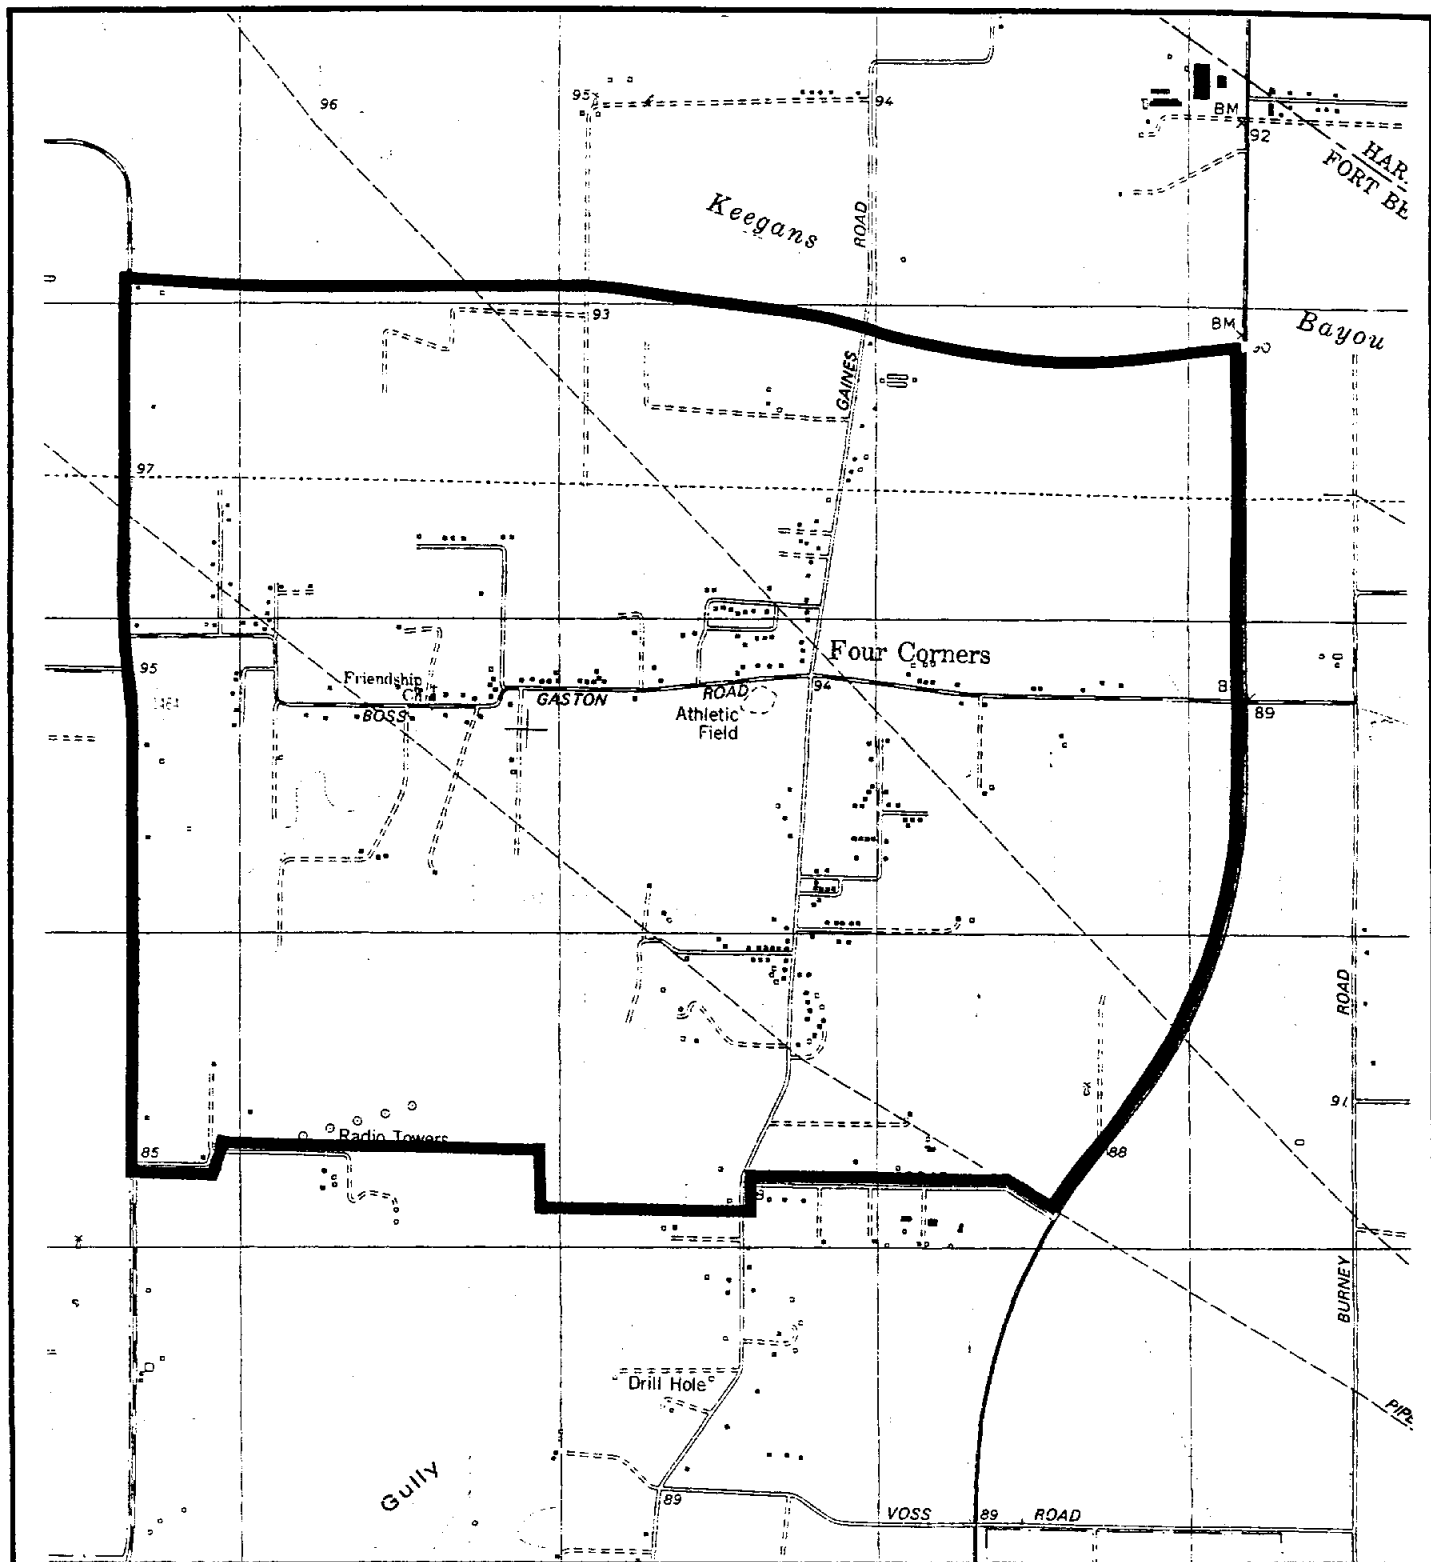 96
95
94
BM
92
HAR.
FORT BE
Keegans
ROAD
Bayou
BM
90
93
GAINES
97
Four Corners
95
Friendship
GASTON
ROAD
94
BOSS
Athletic
Field
89
ROAD
91
85
Radio Towers
88
BURNEY
Drill Hole
PIPE
Gully
89
VOSS
89
ROAD